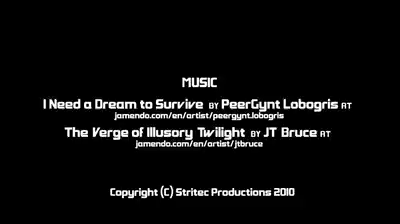 MUSIC
I Need a Dream to Survive BY PeerGynt Lobogris AT
jamendo.com/en/artist/peergynt.lobogris
The Verge of Illusory Twilight BY JT Bruce AT
jamendo.com/en/artist/jtbruce
Copyright (C) Stritec Productions 2010